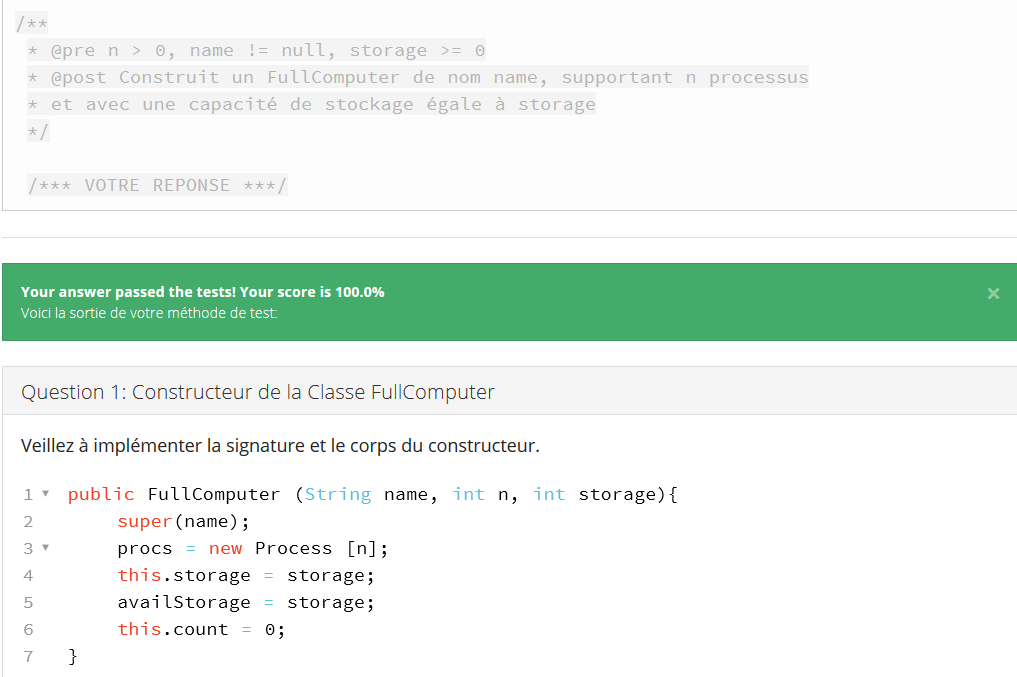 /**
* @pre n > 0, name != null, storage >= 0
* @post Construit un FullComputer de nom name, supportant n processus
* et avec une capacité de stockage égale à storage
*/
/*** VOTRE REPONSE ***/
Your answer passed the tests! Your score is 100.0%
×
Voici la sortie de votre méthode de test:
Question 1: Constructeur de la Classe FullComputer
Veillez à implémenter la signature et le corps du constructeur.
1 public FullComputer (String name, int n, int storage){
2 super(name);
3 procs = new Process [n];
4 this.storage = storage;
5 availStorage = storage;
6 this.count = 0;
7 }